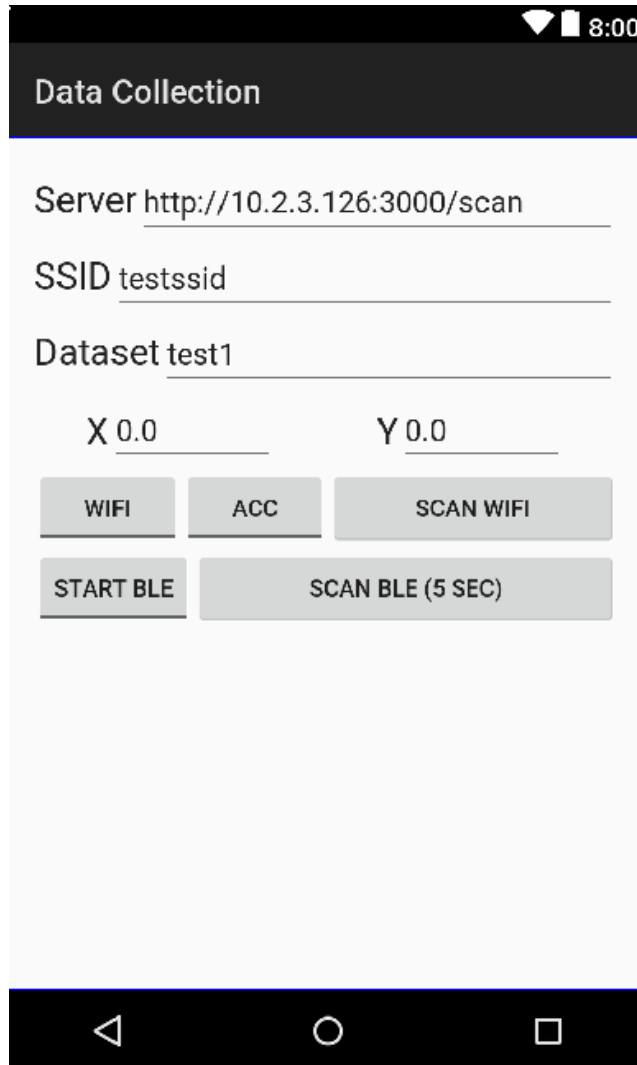 8:00
Data Collection
Server http://10.2.3.126:3000/scan
SSID testssid
Dataset test1
X 0.0 Y 0.0
WIFI ACC SCAN WIFI
START BLE SCAN BLE (5 SEC)